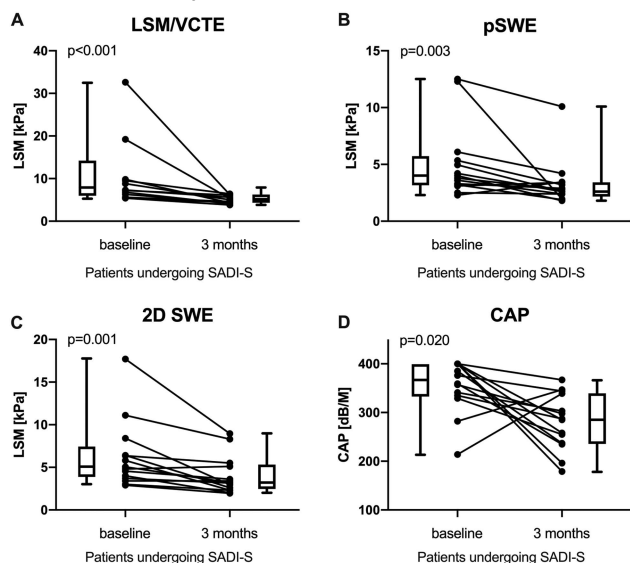 A
LSM/VCTE
p<0.001
LSM [kPa]
40
30
20
10
0
baseline
3 months
Patients undergoing SADI-S
B
pSWE
p=0.003
LSM [kPa]
15
10
5
0
baseline
3 months
Patients undergoing SADI-S
C
2D SWE
p=0.001
LSM [kPa]
20
15
10
5
0
baseline
3 months
Patients undergoing SADI-S
D
CAP
p=0.020
CAP [dB/M]
400
300
200
100
baseline
3 months
Patients undergoing SADI-S